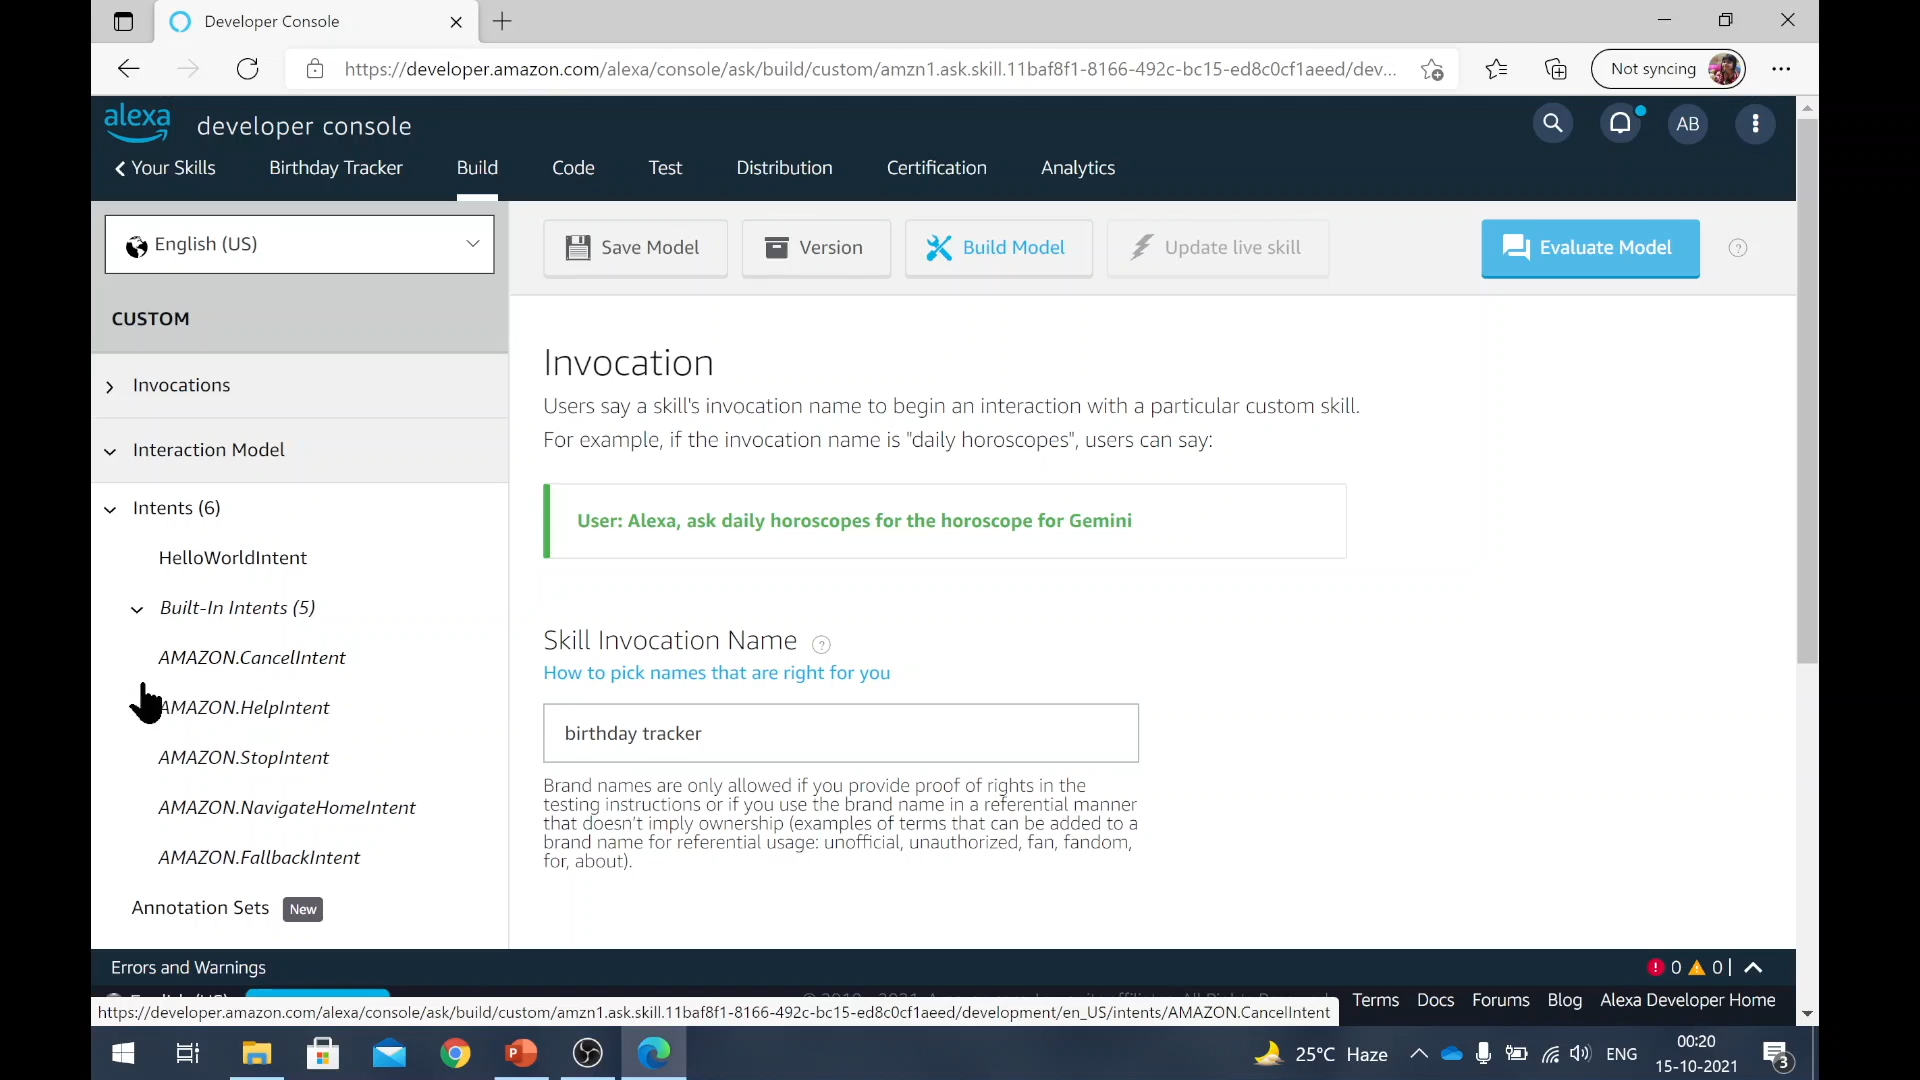 Developer Console
https://developer.amazon.com/alexa/console/ask/build/custom/amzn1.ask.skill.11baf8f1-8166-492c-bc15-ed8c0cf1aeed/dev...
Not syncing
alexa developer console
AB
Your Skills
Birthday Tracker
Build
Code
Test
Distribution
Certification
Analytics
English (US)
Save Model
Version
Build Model
Update live skill
Evaluate Model
?
CUSTOM
Invocations
Interaction Model
Intents (6)
HelloWorldIntent
Built-In Intents (5)
AMAZON.CancelIntent
AMAZON.HelpIntent
AMAZON.StopIntent
AMAZON.NavigateHomeIntent
AMAZON.FallbackIntent
Annotation Sets New
Invocation
Users say a skill's invocation name to begin an interaction with a particular custom skill.
For example, if the invocation name is "daily horoscopes", users can say:
User: Alexa, ask daily horoscopes for the horoscope for Gemini
Skill Invocation Name ?
How to pick names that are right for you
birthday tracker
Brand names are only allowed if you provide proof of rights in the
testing instructions or if you use the brand name in a referential manner
that doesn't imply ownership (examples of terms that can be added to a
brand name for referential usage: unofficial, unauthorized, fan, fandom,
for, about).
Errors and Warnings
0 0
Terms Docs Forums Blog Alexa Developer Home
https://developer.amazon.com/alexa/console/ask/build/custom/amzn1.ask.skill.11baf8f1-8166-492c-bc15-ed8c0cf1aeed/development/en_US/intents/AMAZON.CancelIntent
25°C Haze
ENG
00:20
15-10-2021
3